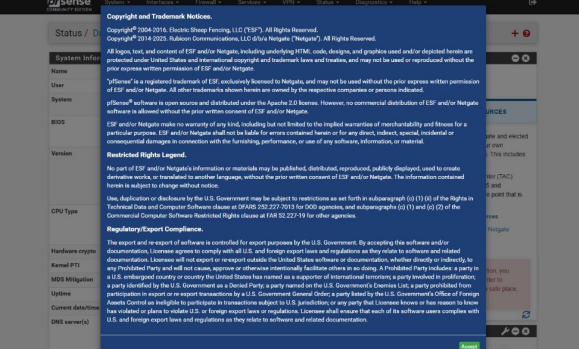 pfsense
COMMUNITY EDITION
System
Interfaces
Firewall
Services
VPN
Status
Diagnostics
Help
Status /
System Infor
Name
User
System
BIOS
Version
CPU Type
Hardware crypto
Kernel PTI
MDS Mitigation
Uptime
Current date/time
DNS server(s)
Copyright and Trademark Notices.
Copyright© 2004-2016. Electric Sheep Fencing, LLC ("ESF"). All Rights Reserved.
Copyright© 2014-2025. Rubicon Communications, LLC d/b/a Netgate ("Netgate"). All Rights Reserved.
All logos, text, and content of ESF and/or Netgate, including underlying HTML code, designs, and graphics used and/or depicted herein are
protected under United States and international copyright and trademark laws and treaties, and may not be used or reproduced without the
prior express written permission of ESF and/or Netgate.
"pfSense" is a registered trademark of ESF, exclusively licensed to Netgate, and may not be used without the prior express written permission
of ESF and/or Netgate. All other trademarks shown herein are owned by the respective companies or persons indicated.
pfSense® software is open source and distributed under the Apache 2.0 license. However, no commercial distribution of ESF and/or Netgate
software is allowed without the prior written consent of ESF and/or Netgate.
ESF and/or Netgate make no warranty of any kind, including but not limited to the implied warranties of merchantability and fitness for a
particular purpose. ESF and/or Netgate shall not be liable for errors contained herein or for any direct, indirect, special, incidental or
consequential damages in connection with the furnishing, performance, or use of any software, information, or material.
Restricted Rights Legend.
No part of ESF and/or Netgate's information or materials may be published, distributed, reproduced, publicly displayed, used to create
derivative works, or translated to another language, without the prior written consent of ESF and/or Netgate. The information contained
herein is subject to change without notice.
Use, duplication or disclosure by the U.S. Government may be subject to restrictions as set forth in subparagraph (c) (1) (ii) of the Rights in
Technical Data and Computer Software clause at DFARS 252.227-7013 for DOD agencies, and subparagraphs (c) (1) and (c) (2) of the
Commercial Computer Software Restricted Rights clause at FAR 52.227-19 for other agencies.
Regulatory/Export Compliance.
The export and re-export of software is controlled for export purposes by the U.S. Government. By accepting this software and/or
documentation, Licensee agrees to comply with all U.S. and foreign export laws and regulations as they relate to software and related
documentation. Licensee will not export or re-export outside the United States software or documentation, whether directly or indirectly, to
any Prohibited Party and will not cause, approve or otherwise intentionally facilitate others in so doing. A Prohibited Party includes: a party in
a U.S. embargoed country or country the United States has named as a supporter of international terrorism; a party involved in proliferation;
a party identified by the U.S. Government as a Denied Party; a party named on the U.S. Government's Enemies List; a party prohibited from
participation in export or re-export transactions by a U.S. Government General Order; a party listed by the U.S. Government's Office of Foreign
Assets Control as ineligible to participate in transactions subject to U.S. jurisdiction; or any party that Licensee knows or has reason to know
has violated or plans to violate U.S. or foreign export laws or regulations. Licensee shall ensure that each of its software users complies with
U.S. and foreign export laws and regulations as they relate to software and related documentation.
Accept
URCES
ate and elected
r own
. This includes
ter (TAC)
5 and
e point that is
Netgate
tion, you
rder to
safe place.